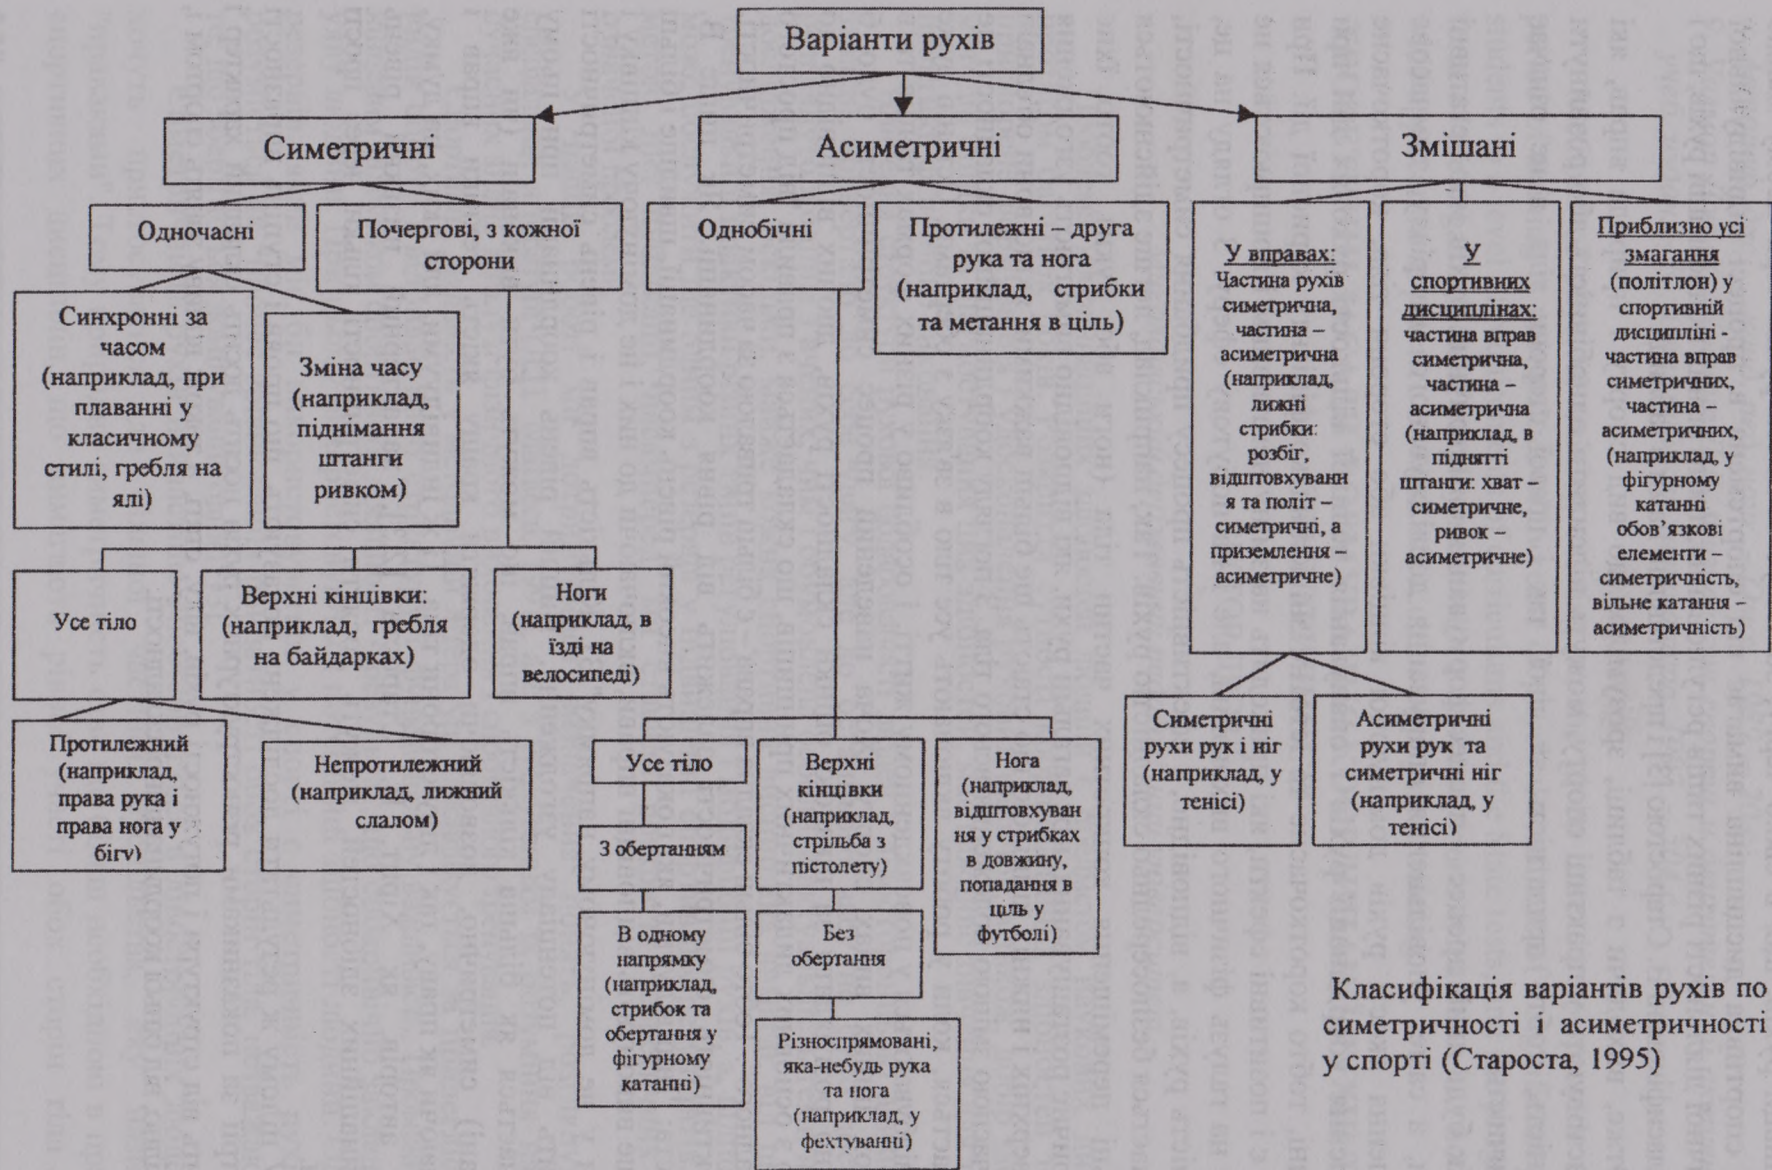 Варіанти рухів
Симетричні
Асиметричні
Змішані
Одночасні
Почергові, з кожної
сторони
Однобічні
Протилежні – друга
рука та нога
(наприклад, стрибки
та метання в ціль)
У вправах:
Частина рухів
симетрична,
частина –
асиметрична
(наприклад,
лижні
стрибки:
розбіг,
відштовхуванн
я та політ –
симетричні, а
приземлення –
асиметричне)
У
спортивних
дисциплінах:
частина вправ
симетрична,
частина –
асиметрична
(наприклад, в
піднятті
штанги: хват –
симетричне,
ривок –
асиметричне)
Приблизно усі
змагання
(політлон) у
спортивній
дисципліні -
частина вправ
симетричних,
частина –
асиметричних,
(наприклад, у
фігурному
катанні
обов’язкові
елементи –
симетричність,
вільне катання –
асиметричність)
Синхронні за
часом
(наприклад, при
плаванні у
класичному
стилі, гребля на
ялі)
Зміна часу
(наприклад,
піднімання
штанги
ривком)
Усе тіло
Верхні кінцівки:
(наприклад, гребля
на байдарках)
Ноги
(наприклад, в
їзді на
велосипеді)
Протилежний
(наприклад,
права рука і
права нога у
бігу)
Непротилежний
(наприклад, лижний
слалом)
Усе тіло
Верхні
кінцівки
(наприклад,
стрільба з
пістолету)
Нога
(наприклад,
відштовхуван
ня у стрибках
в довжину,
попадання в
ціль у
футболі)
Симетричні
рухи рук і ніг
(наприклад, у
тенісі)
Асиметричні
рухи рук та
симетричні ніг
(наприклад, у
тенісі)
З обертанням
В одному
напрямку
(наприклад,
стрибок та
обертання у
фігурному
катанні)
Без
обертання
Різноспрямовані,
яка-небудь рука
та нога
(наприклад, у
фехтуванні)
Класифікація варіантів рухів по
симетричності і асиметричності
у спорті (Староста, 1995)